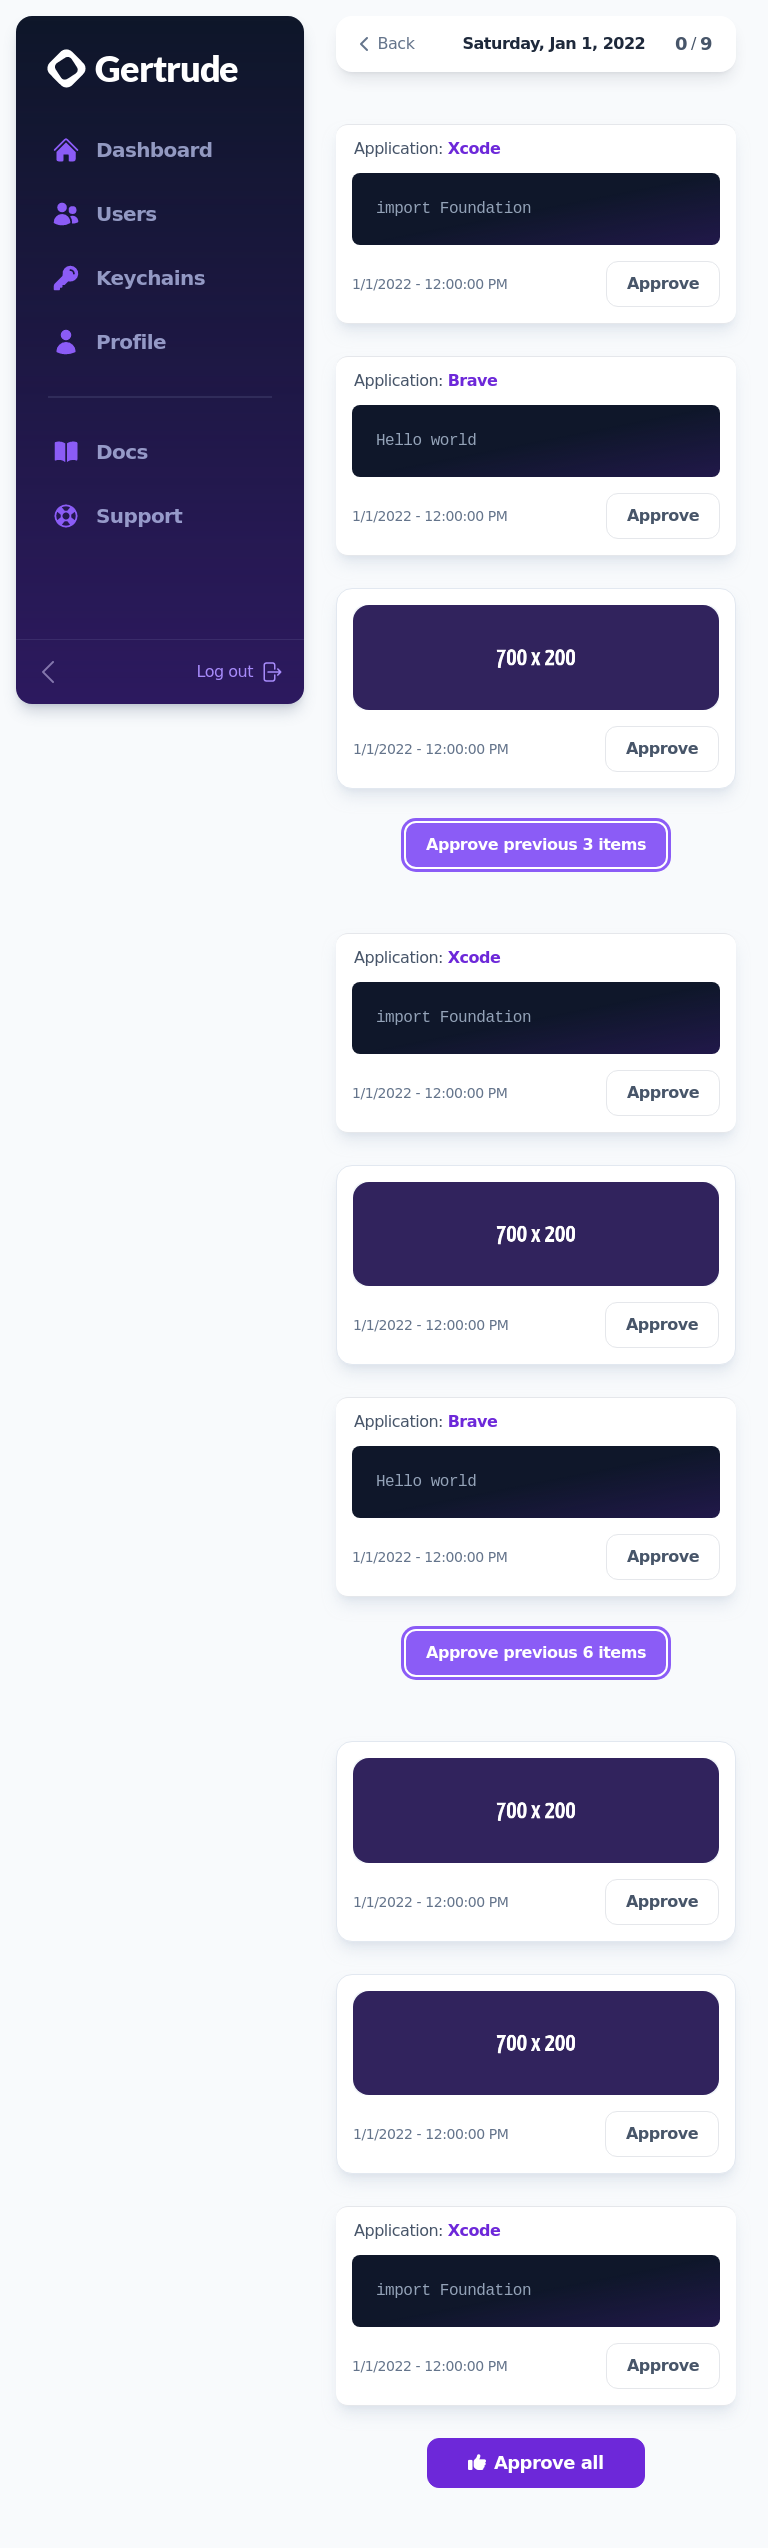 Gertrude
Dashboard
Users
Keychains
Profile
Docs
Support
Log out
Back
Saturday, Jan 1, 2022
0 / 9
Application: Xcode
import Foundation
1/1/2022 - 12:00:00 PM
Approve
Application: Brave
Hello world
1/1/2022 - 12:00:00 PM
Approve
700 x 200
1/1/2022 - 12:00:00 PM
Approve
Approve previous 3 items
Application: Xcode
import Foundation
1/1/2022 - 12:00:00 PM
Approve
700 x 200
1/1/2022 - 12:00:00 PM
Approve
Application: Brave
Hello world
1/1/2022 - 12:00:00 PM
Approve
Approve previous 6 items
700 x 200
1/1/2022 - 12:00:00 PM
Approve
700 x 200
1/1/2022 - 12:00:00 PM
Approve
Application: Xcode
import Foundation
1/1/2022 - 12:00:00 PM
Approve
Approve all